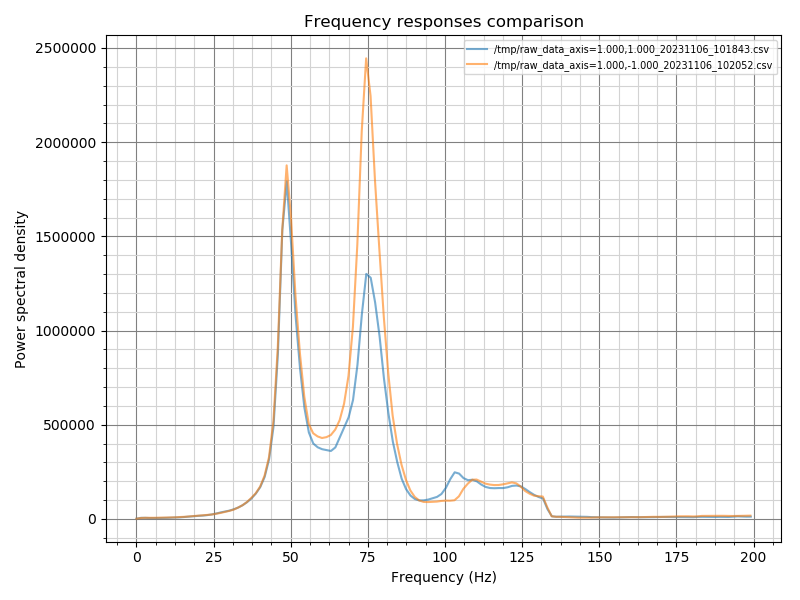 Frequency responses comparison
/tmp/raw_data_axis=1.000,1.000_20231106_101843.csv
/tmp/raw_data_axis=1.000,-1.000_20231106_102052.csv
2500000
2000000
1500000
1000000
500000
0
Power spectral density
0 25 50 75 100 125 150 175 200
Frequency (Hz)